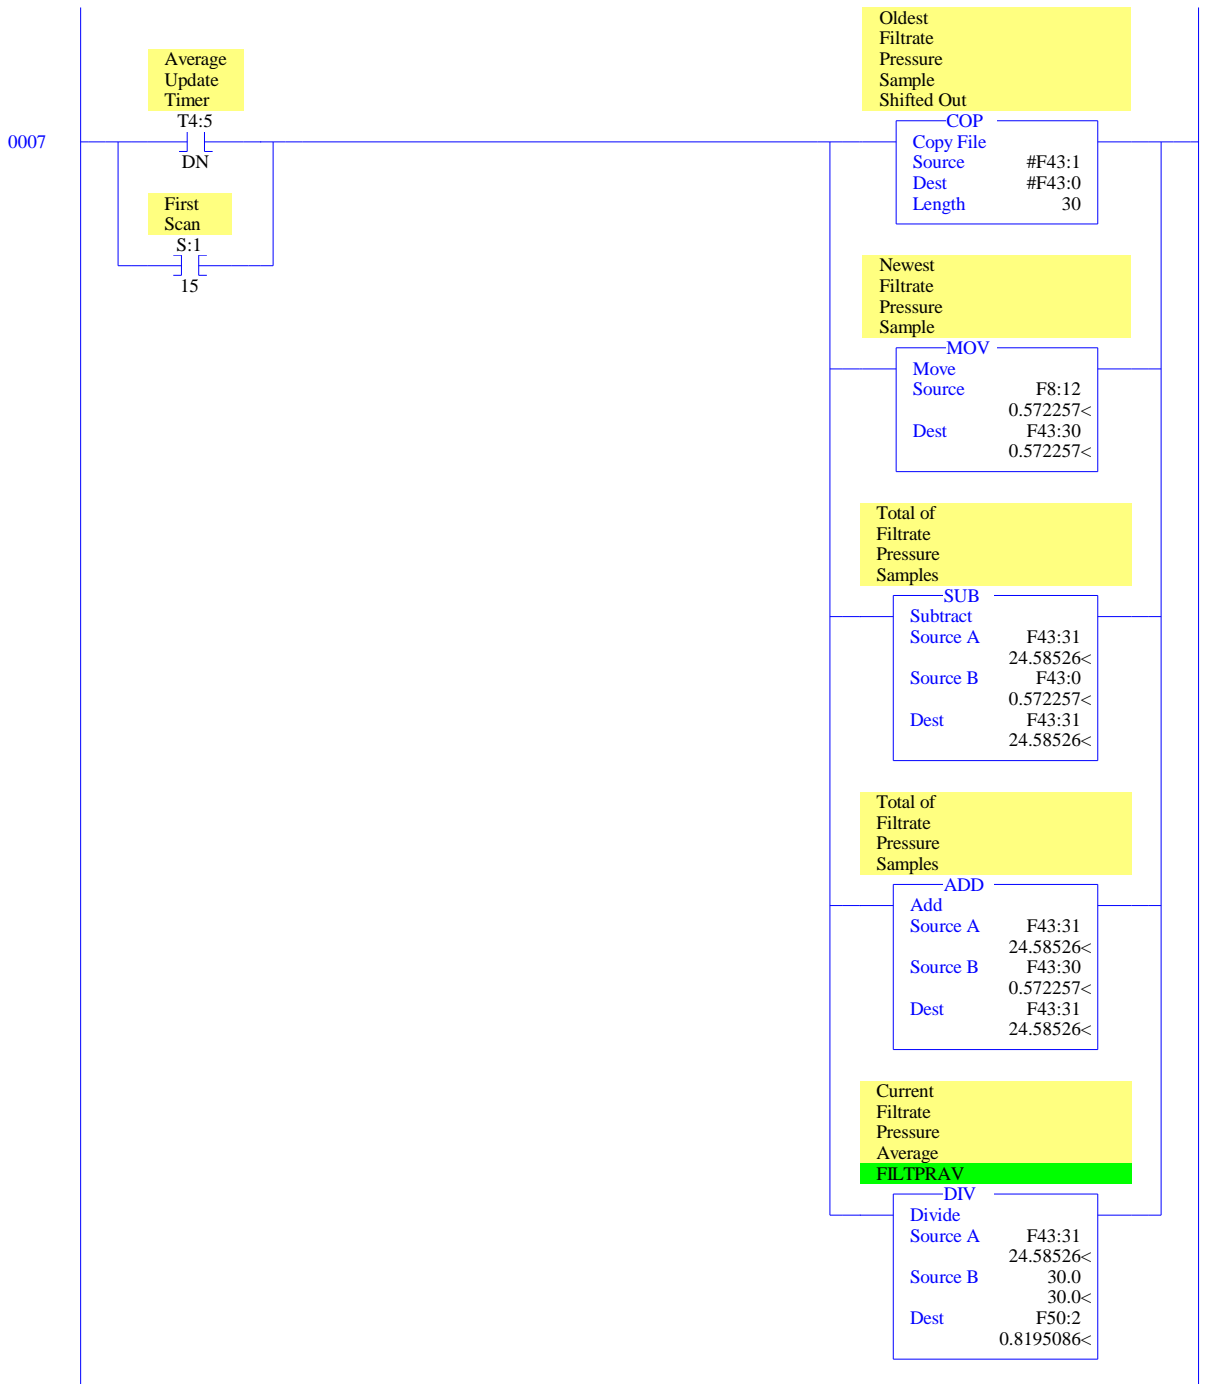 Average
Update
Timer
T4:5
0007
DN
First
Scan
S:1
15
Oldest
Filtrate
Pressure
Sample
Shifted Out
COP
Copy File
Source #F43:1
Dest #F43:0
Length 30
Newest
Filtrate
Pressure
Sample
MOV
Move
Source F8:12
0.572257<
Dest F43:30
0.572257<
Total of
Filtrate
Pressure
Samples
SUB
Subtract
Source A F43:31
24.58526<
Source B F43:0
0.572257<
Dest F43:31
24.58526<
Total of
Filtrate
Pressure
Samples
ADD
Add
Source A F43:31
24.58526<
Source B F43:30
0.572257<
Dest F43:31
24.58526<
Current
Filtrate
Pressure
Average
FILTPRAV
DIV
Divide
Source A F43:31
24.58526<
Source B 30.0
30.0<
Dest F50:2
0.8195086<